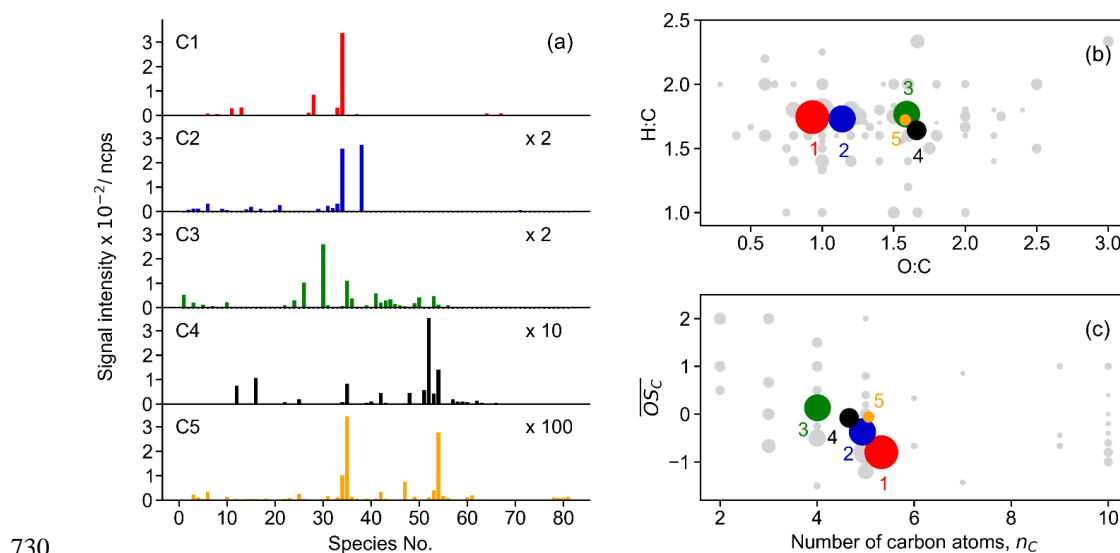 (a)
C1
C2
x 2
C3
x 2
C4
x 10
C5
x 100
3
2
1
0
3
2
1
0
3
2
1
0
3
2
1
0
3
2
1
0
Signal intensity x 10⁻²/ ncps
0 10 20 30 40 50 60 70 80
Species No.
(b)
2.5
2.0
1.5
1.0
H:C
3
5
4
1
2
0.5 1.0 1.5 2.0 2.5 3.0
O:C
(c)
2
1
0
−1
OSC
5
3
4
2
1
2 4 6 8 10
Number of carbon atoms, nC
730